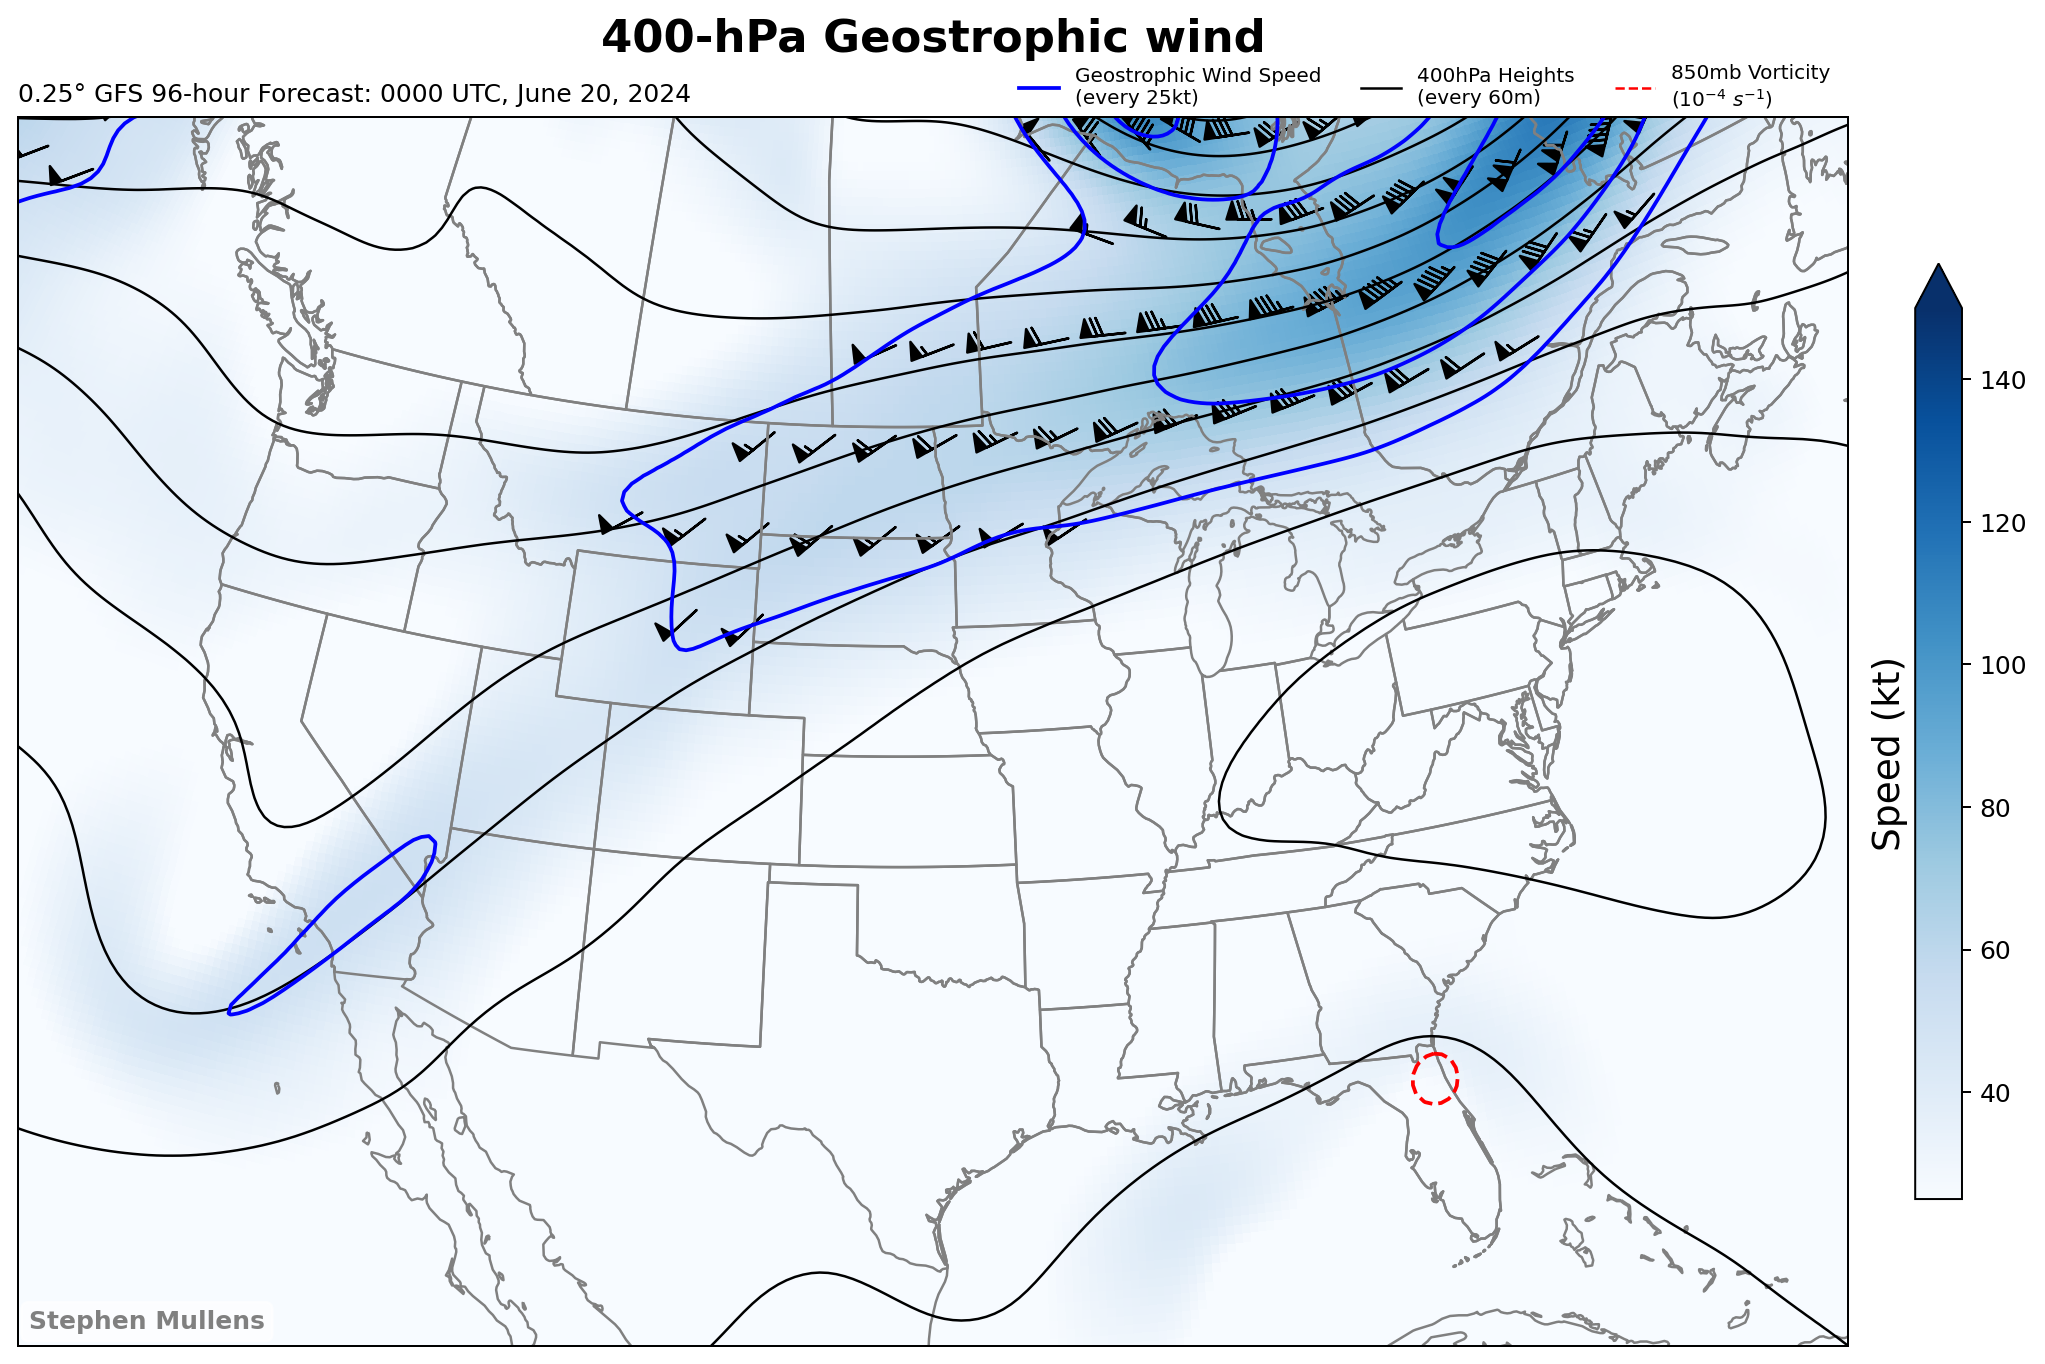 400-hPa Geostrophic wind
0.25° GFS 96-hour Forecast: 0000 UTC, June 20, 2024
Geostrophic Wind Speed
(every 25kt)
400hPa Heights
(every 60m)
850mb Vorticity
(10⁻⁴ s⁻¹)
140
120
100
80
60
40
Speed (kt)
Stephen Mullens